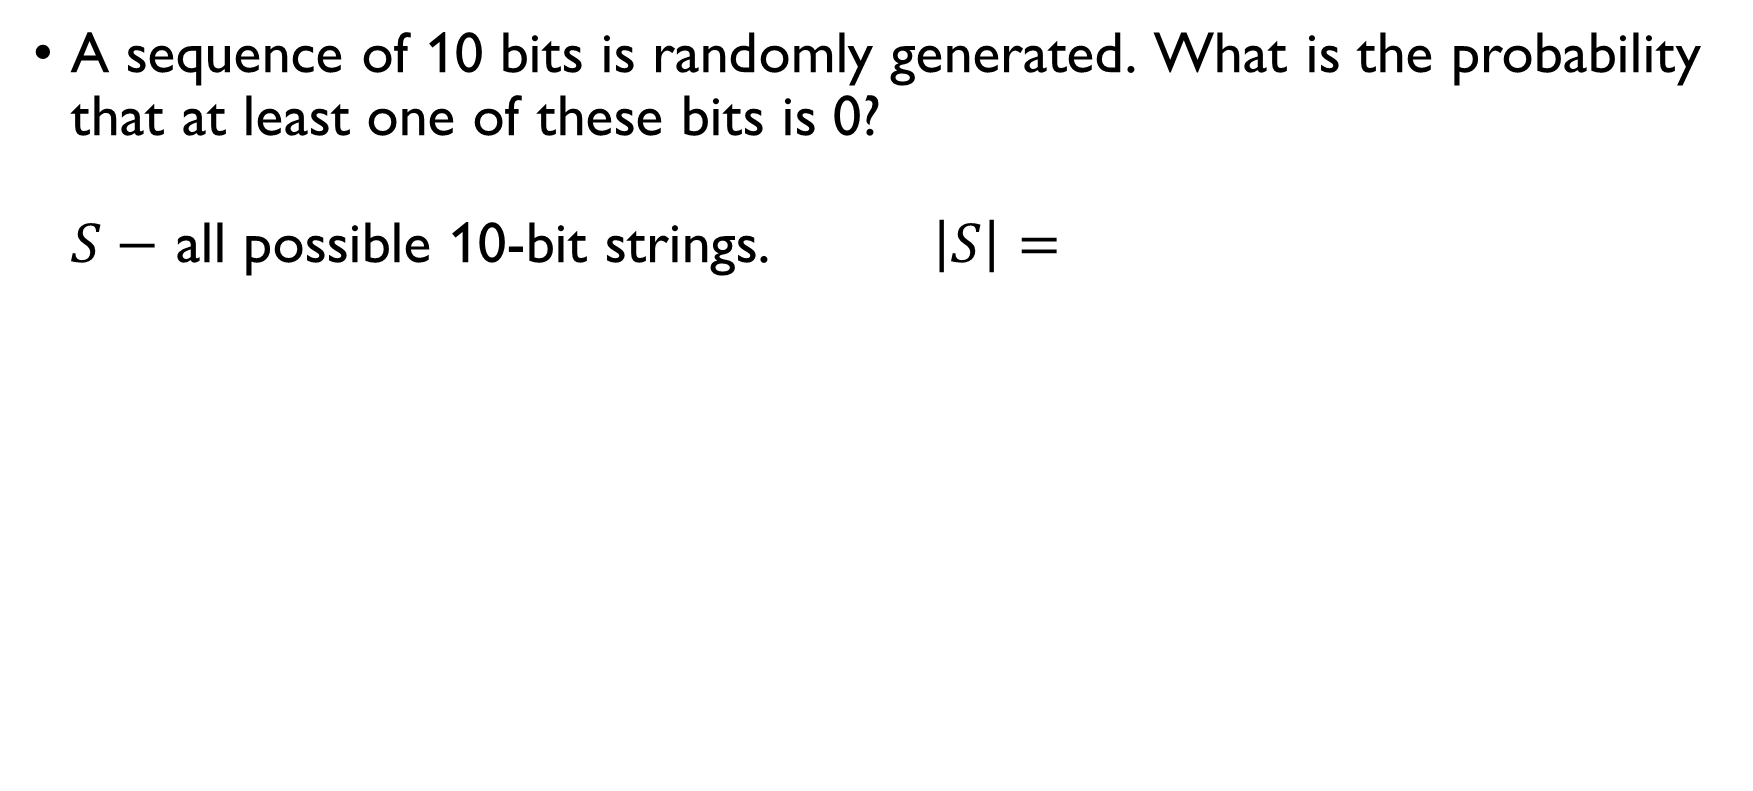 • A sequence of 10 bits is randomly generated. What is the probability
that at least one of these bits is 0?
𝑆 − all possible 10-bit strings. |𝑆| =